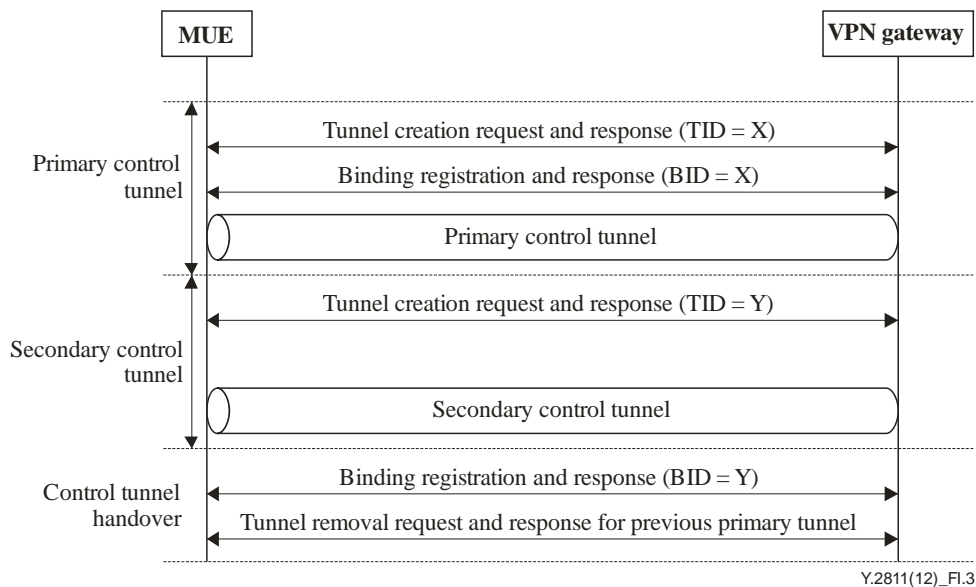 MUE
VPN gateway
Tunnel creation request and response (TID = X)
Primary control
tunnel
Binding registration and response (BID = X)
Primary control tunnel
Tunnel creation request and response (TID = Y)
Secondary control
tunnel
Secondary control tunnel
Binding registration and response (BID = Y)
Control tunnel
handover
Tunnel removal request and response for previous primary tunnel
Y.2811(12)_FI.3